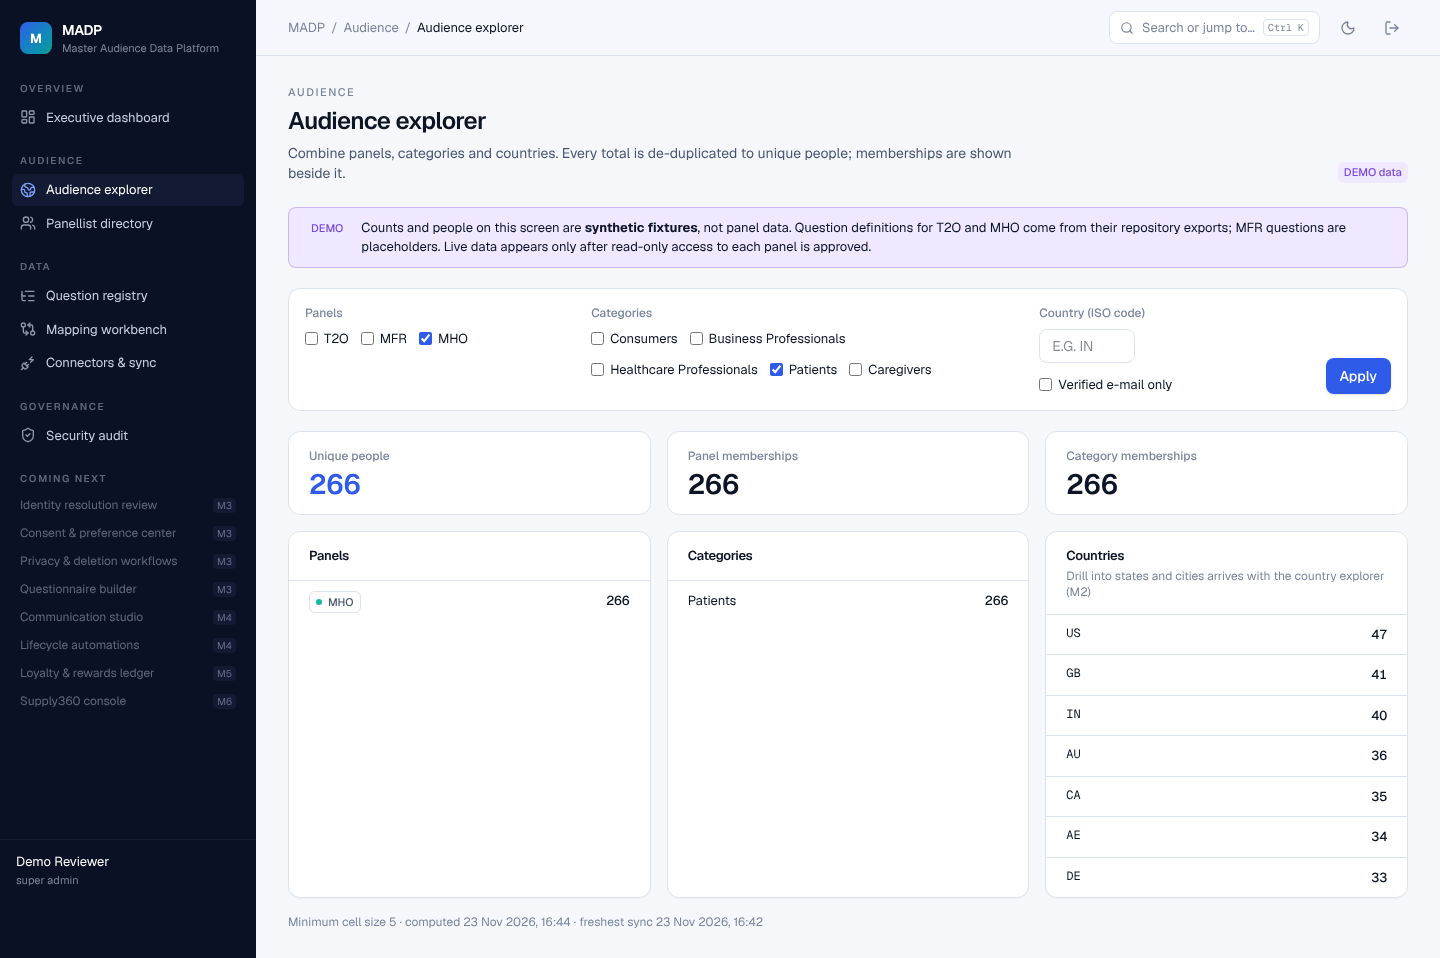 M
MADP
Master Audience Data Platform
OVERVIEW
Executive dashboard
AUDIENCE
Audience explorer
Panellist directory
DATA
Question registry
Mapping workbench
Connectors & sync
GOVERNANCE
Security audit
COMING NEXT
Identity resolution review M3
Consent & preference center M3
Privacy & deletion workflows M3
Questionnaire builder M3
Communication studio M4
Lifecycle automations M4
Loyalty & rewards ledger M5
Supply360 console M6
Demo Reviewer
super admin
MADP / Audience / Audience explorer
Search or jump to... Ctrl K
AUDIENCE
Audience explorer
Combine panels, categories and countries. Every total is de-duplicated to unique people; memberships are shown
beside it.
DEMO data
DEMO
Counts and people on this screen are synthetic fixtures, not panel data. Question definitions for T2O and MHO come from their repository exports; MFR questions are
placeholders. Live data appears only after read-only access to each panel is approved.
Panels
T2O MFR MHO
Categories
Consumers Business Professionals
Healthcare Professionals Patients Caregivers
Country (ISO code)
E.G. IN
Verified e-mail only
Apply
Unique people
266
Panel memberships
266
Category memberships
266
Panels
MHO 266
Categories
Patients 266
Countries
Drill into states and cities arrives with the country explorer
(M2)
US 47
GB 41
IN 40
AU 36
CA 35
AE 34
DE 33
Minimum cell size 5 · computed 23 Nov 2026, 16:44 · freshest sync 23 Nov 2026, 16:42